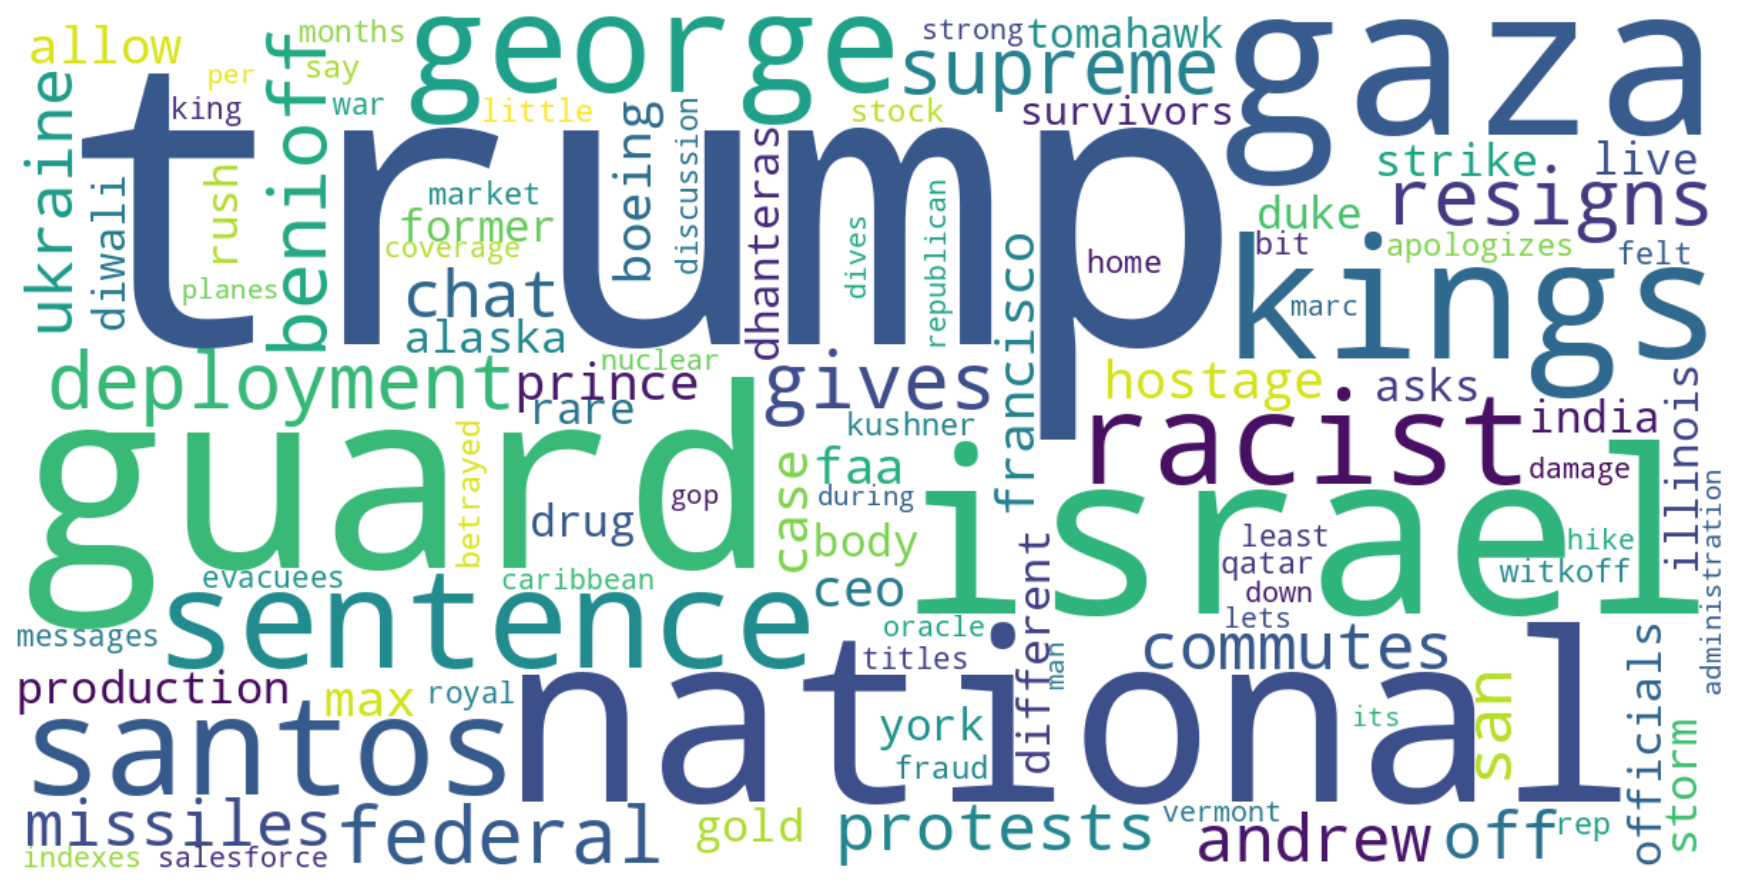 allow
months
george
strong
tomahawk
gaza
per
say
supreme
ukraine
king
war
benioff
little
trump
boeing
discussion
stock
survivors
strike
live
diwali
rush
market
former
dhanteras
dives
republican
duke
resigns
planes
coverage
chat
home
bit
apologizes
felt
francisco
kings
marc
alaska
nuclear
deployment
prince
rare
gives
hostage
asks
illinois
kushner
racist
india
guard
betrayed
gop
case
faa
during
israel
damage
drug
body
least
hike
qatar
witkoff
administration
evacuees
caribbean
ceo
down
lets
messages
sentence
oracle
different
man
commutes
titles
production
max
royal
national
santos
york
its
san
officials
fraud
storm
missiles
federal
gold
protests
vermont
andrew
off
rep
indexes
salesforce